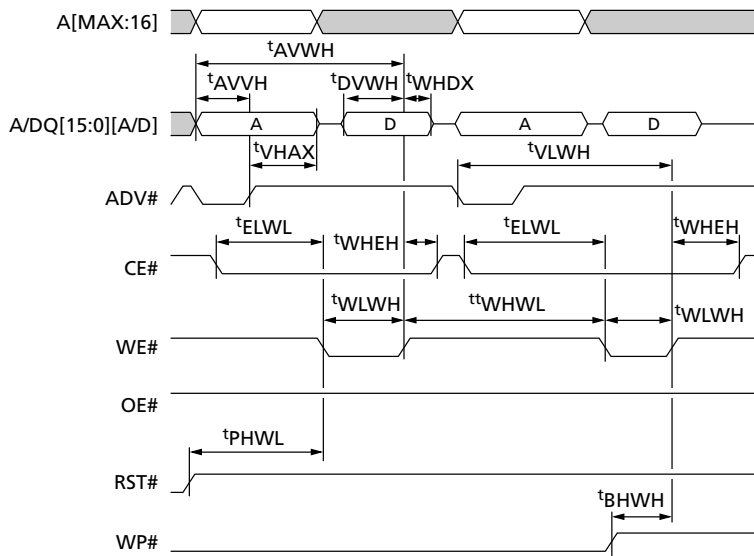 A[MAX:16]
tAVWH
tAVVH tDVWH tWHDX
A/DQ[15:0][A/D] A D A D
tVHAX tVLWH
ADV#
tELWL tWHEH tELWL tWHEH
CE#
tWLWH ttWHWL tWLWH
WE#
OE#
tPHWL
RST#
tBHWH
WP#